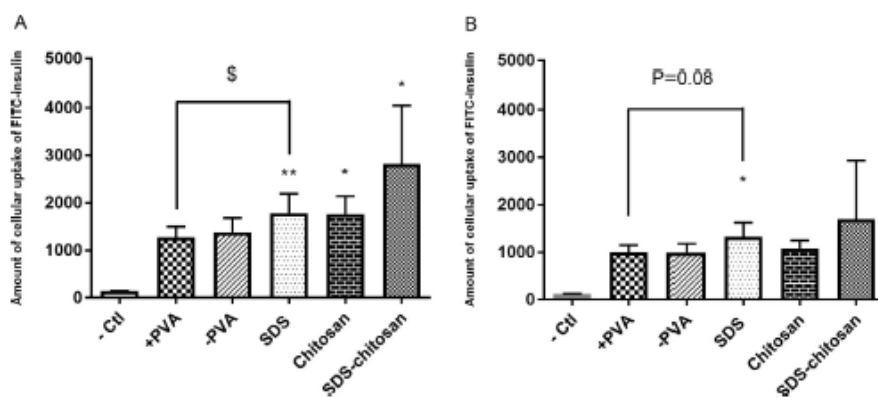 A
Amount of cellular uptake of FITC-insulin
5000
4000
3000
2000
1000
0
$
**
*
*
- Ctl
+PVA
-PVA
SDS
Chitosan
SDS-chitosan
B
Amount of cellular uptake of FITC-insulin
5000
4000
3000
2000
1000
0
P=0.08
*
- Ctl
+PVA
-PVA
SDS
Chitosan
SDS-chitosan